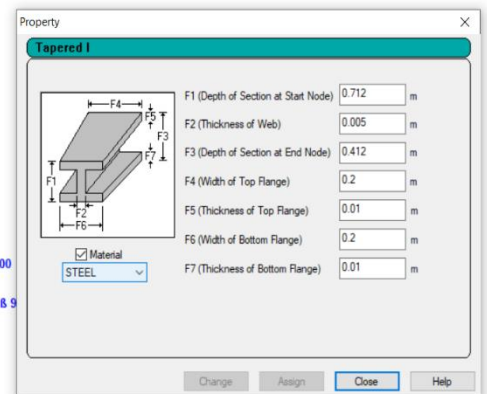 Property
Tapered I
F4
F5
F3
F7
F1
F2
F6
Material
STEEL
F1 (Depth of Section at Start Node) 0.712 m
F2 (Thickness of Web) 0.005 m
F3 (Depth of Section at End Node) 0.412 m
F4 (Width of Top Flange) 0.2 m
F5 (Thickness of Top Flange) 0.01 m
F6 (Width of Bottom Flange) 0.2 m
F7 (Thickness of Bottom Flange) 0.01 m
00
Change Assign Close Help